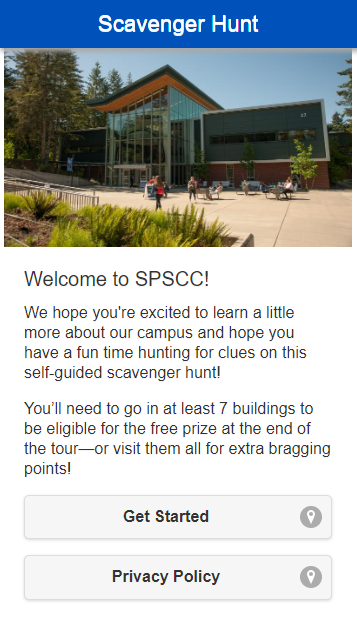 Scavenger Hunt
Welcome to SPSCC!
We hope you're excited to learn a little
more about our campus and hope you
have a fun time hunting for clues on this
self-guided scavenger hunt!
You’ll need to go in at least 7 buildings to
be eligible for the free prize at the end of
the tour—or visit them all for extra bragging
points!
Get Started
Privacy Policy